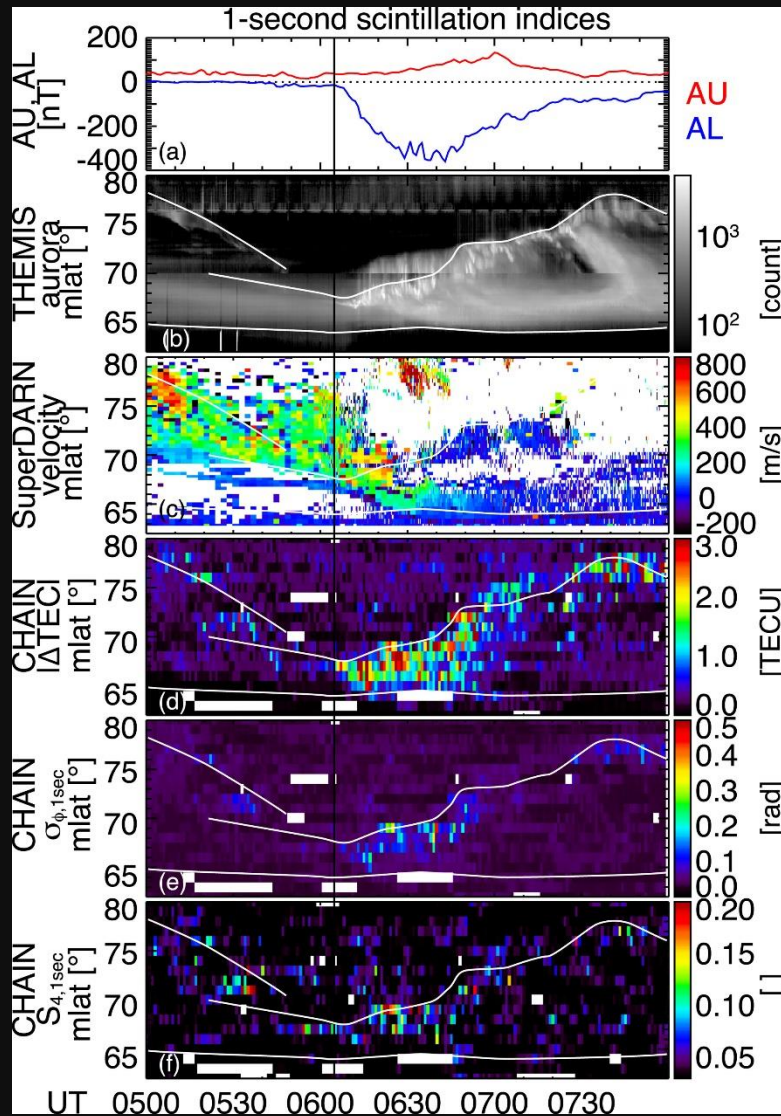 1-second scintillation indices
AU, AL
[nT]
200
0
-200
-400
(a)
AU
AL
THEMIS
aurora
mlat [°]
80
75
70
65
(b)
10³
10²
[count]
SuperDARN
velocity
mlat [°]
80
75
70
65
(c)
800
600
400
200
0
-200
[m/s]
CHAIN
|ΔTEC|
mlat [°]
80
75
70
65
(d)
3.0
2.0
1.0
0.0
[TECU]
CHAIN
σϕ,1sec
mlat [°]
80
75
70
65
(e)
0.5
0.4
0.3
0.2
0.1
0.0
[rad]
CHAIN
S4,1sec
mlat [°]
80
75
70
65
(f)
0.20
0.15
0.10
0.05
[ ]
UT 0500 0530 0600 0630 0700 0730